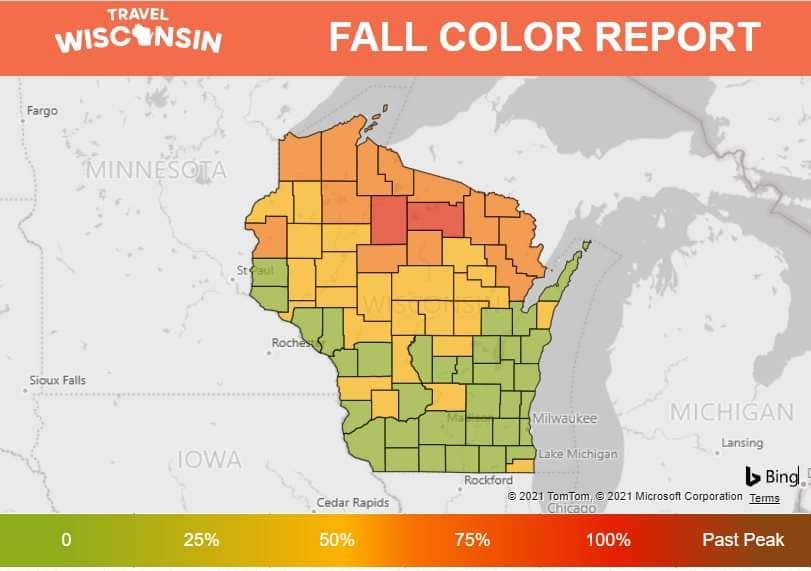 TRAVEL
WISCONSIN
FALL COLOR REPORT
Fargo
MINNESOTA
St Paul
WISCONSIN
Rochester
Sioux Falls
Madison
Milwaukee
MICHIGAN
Lansing
IOWA
Lake Michigan
Bing
Rockford
© 2021 TomTom, © 2021 Microsoft Corporation Terms
Cedar Rapids
Chicago
0 25% 50% 75% 100% Past Peak